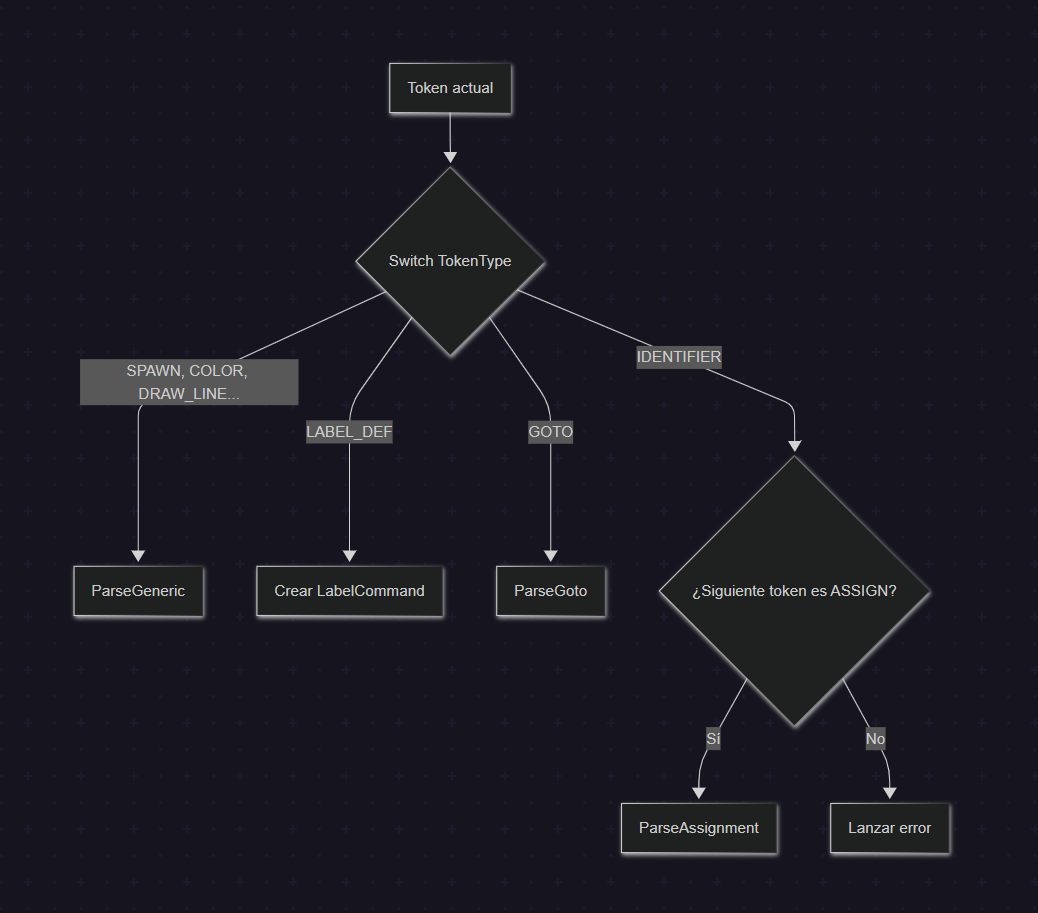 Token actual
Switch TokenType
IDENTIFIER
SPAWN, COLOR,
DRAW_LINE...
LABEL_DEF
GOTO
ParseGeneric
Crear LabelCommand
ParseGoto
¿Siguiente token es ASSIGN?
Sí
No
ParseAssignment
Lanzar error